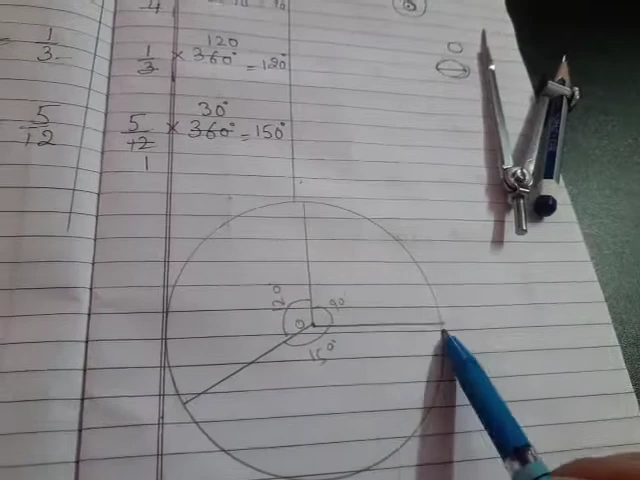 = 1/3
1/3 × 360° = 120°
120
5/12
30°
5/12 × 360° = 150°
1
120
90
O
150°